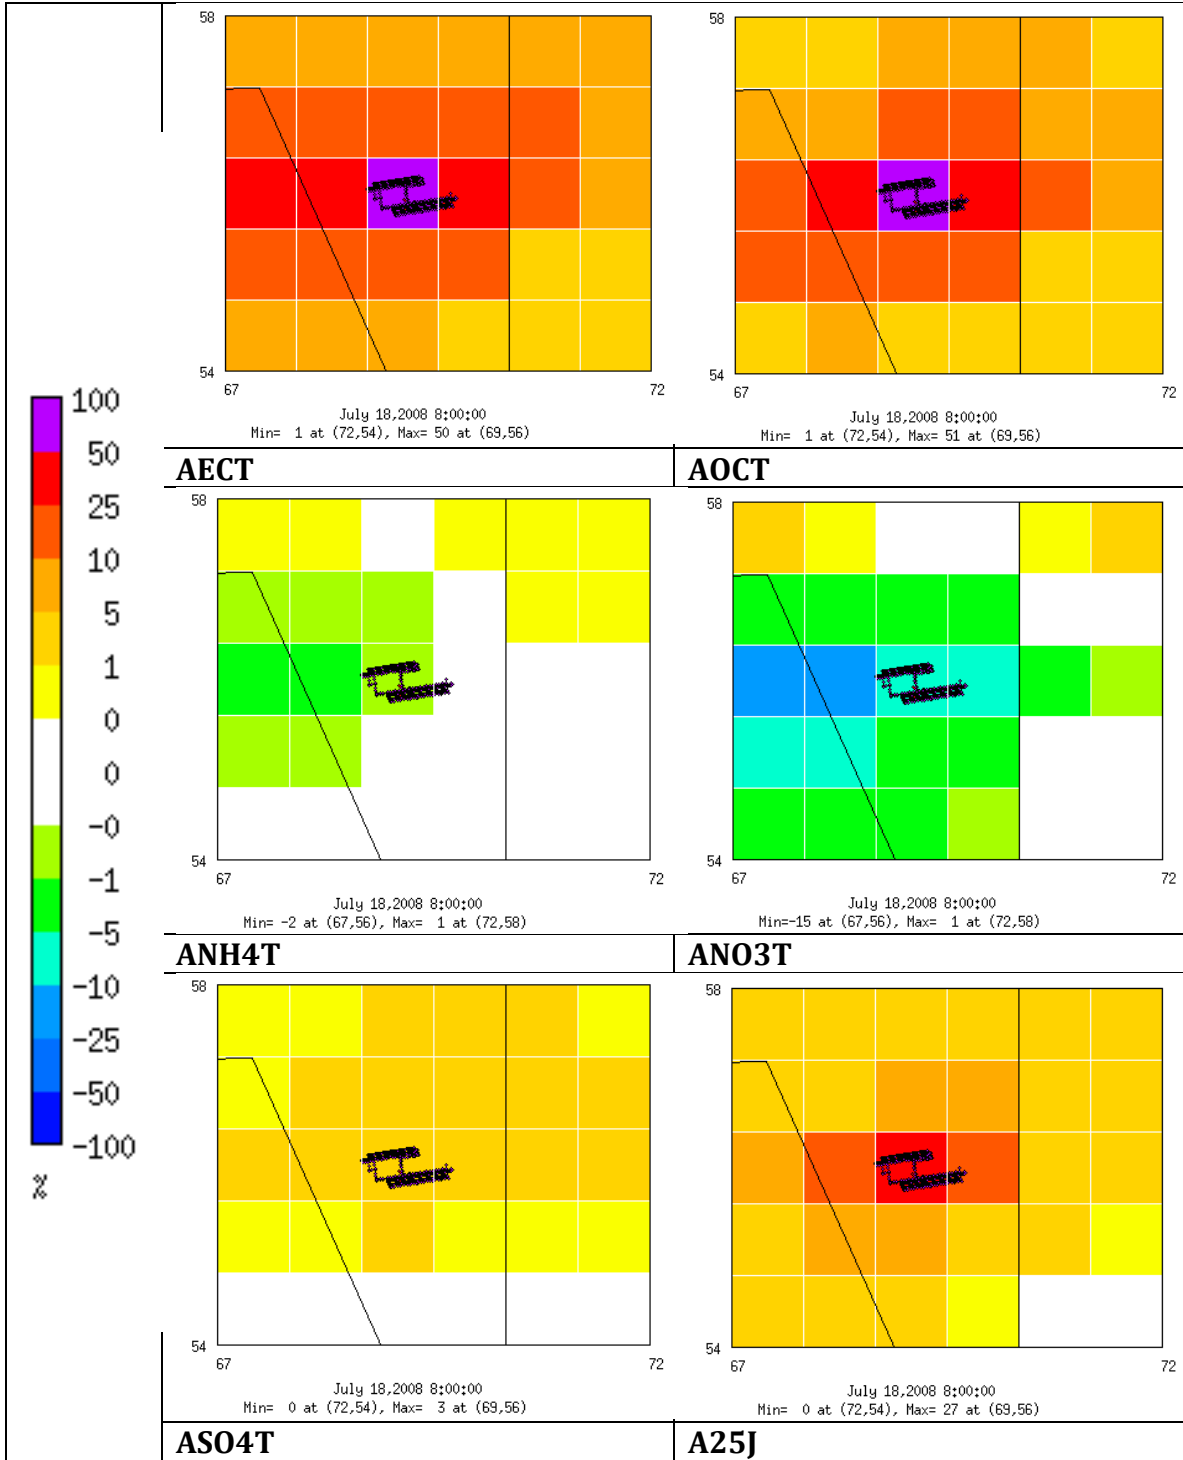 58
54
67
72
July 18,2008 8:00:00
Min= 1 at (72,54), Max= 50 at (69,56)
AECT
58
54
67
72
July 18,2008 8:00:00
Min= 1 at (72,54), Max= 51 at (69,56)
AOCT
100
50
25
10
5
1
0
0
-0
-1
-5
-10
-25
-50
-100
%
58
54
67
72
July 18,2008 8:00:00
Min= -2 at (67,56), Max= 1 at (72,58)
ANH4T
58
54
67
72
July 18,2008 8:00:00
Min=-15 at (67,56), Max= 1 at (72,58)
ANO3T
58
54
67
72
July 18,2008 8:00:00
Min= 0 at (72,54), Max= 3 at (69,56)
ASO4T
58
54
67
72
July 18,2008 8:00:00
Min= 0 at (72,54), Max= 27 at (69,56)
A25J